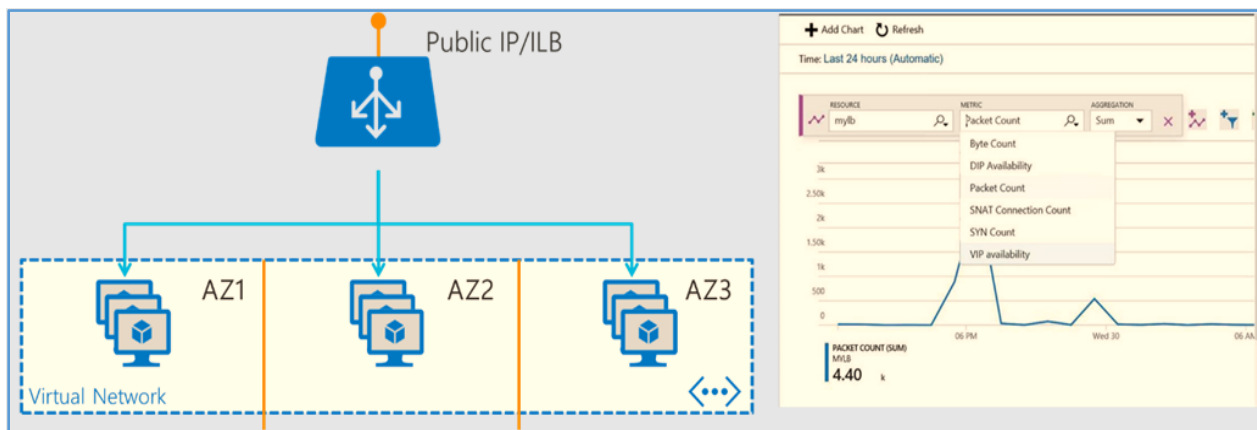 Public IP/ILB
AZ1
AZ2
AZ3
Virtual Network
Add Chart Refresh
Time: Last 24 hours (Automatic)
RESOURCE METRIC AGGREGATION
mylb Packet Count Sum
Byte Count
DIP Availability
Packet Count
SNAT Connection Count
SYN Count
VIP availability
3k
2.50k
2k
1.50k
1k
500
0
06 PM Wed 30 06 AM
PACKET COUNT (SUM)
MYLB
4.40 k